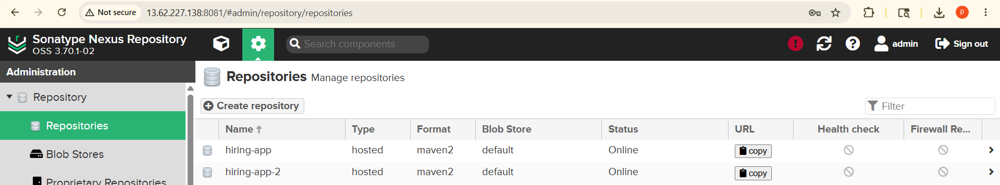 Not secure 13.62.227.138:8081/#admin/repository/repositories p
Sonatype Nexus Repository
OSS 3.70.1-02
Search components
admin Sign out
Administration
Repositories Manage repositories
Repository
Create repository Filter
Repositories
Name Type Format Blob Store Status URL Health check Firewall Re...
hiring-app hosted maven2 default Online copy
Blob Stores
hiring-app-2 hosted maven2 default Online copy
Proprietary Repositories